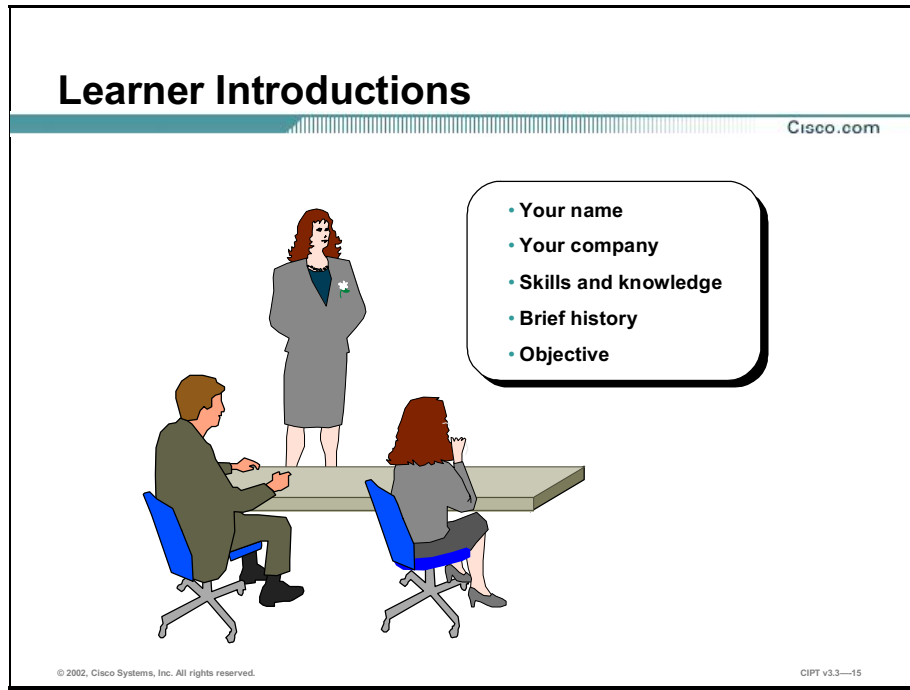 Learner Introductions
Cisco.com
• Your name
• Your company
• Skills and knowledge
• Brief history
• Objective
© 2002, Cisco Systems, Inc. All rights reserved.
CIPT v3.3—-15